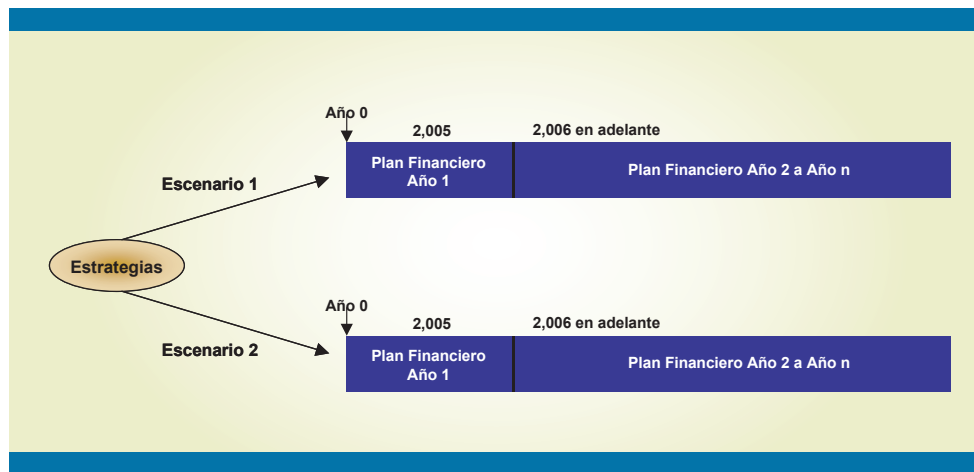 Año 0
2,005
2,006 en adelante
Plan Financiero
Año 1
Plan Financiero Año 2 a Año n
Escenario 1
Estrategias
Año 0
2,005
2,006 en adelante
Escenario 2
Plan Financiero
Año 1
Plan Financiero Año 2 a Año n